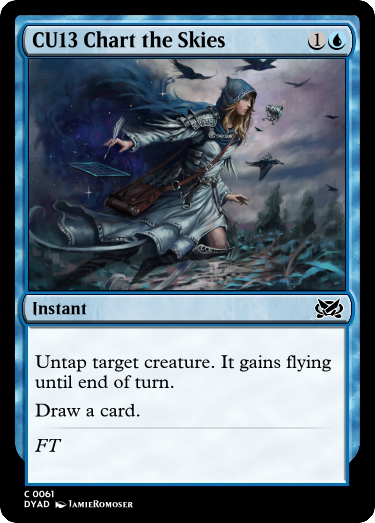 CU13 Chart the Skies 1
Instant
Untap target creature. It gains flying
until end of turn.
Draw a card.
FT
C 0061
DYAD JamieRomoser